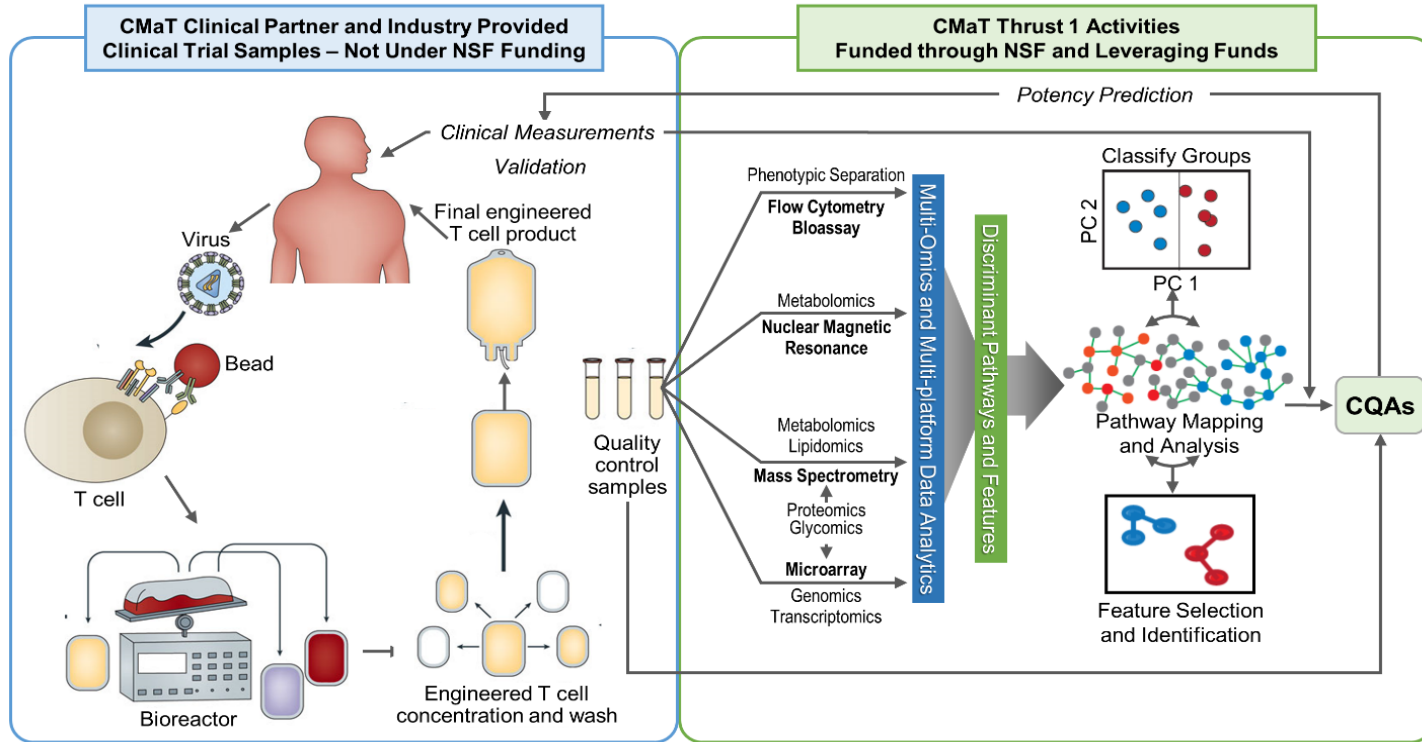 CMaT Clinical Partner and Industry Provided
Clinical Trial Samples – Not Under NSF Funding
CMaT Thrust 1 Activities
Funded through NSF and Leveraging Funds
Potency Prediction
Clinical Measurements
Validation
Final engineered
T cell product
Virus
Bead
T cell
Bioreactor
Engineered T cell
concentration and wash
Quality
control
samples
Phenotypic Separation
Flow Cytometry
Bioassay
Metabolomics
Nuclear Magnetic
Resonance
Metabolomics
Lipidomics
Mass Spectrometry
Proteomics
Glycomics
Microarray
Genomics
Transcriptomics
Multi-Omics and Multi-platform Data Analytics
Discriminant Pathways and Features
Classify Groups
PC 2
PC 1
Pathway Mapping
and Analysis
Feature Selection
and Identification
CQAs